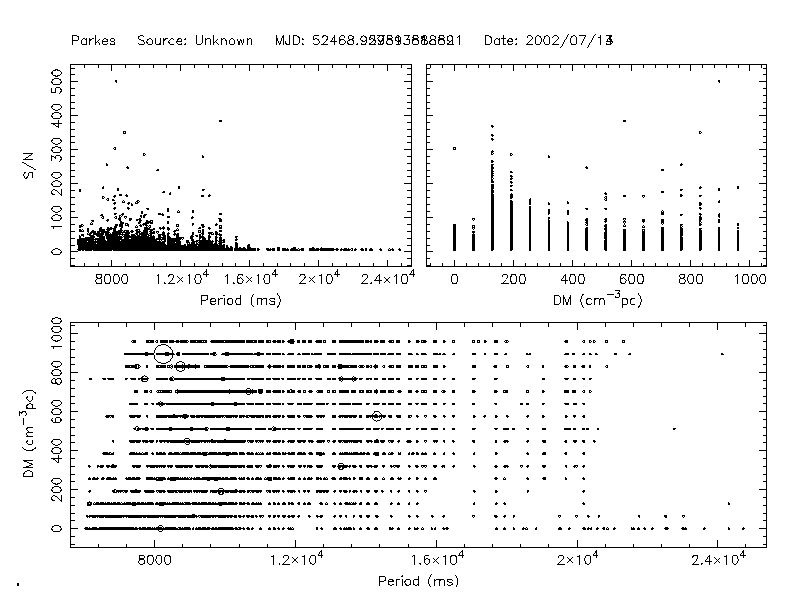 Parkes Source: Unknown MJD: Date: 2002/07/
S/N
0 100 200 300 400 500
8000 1.2×10⁴ 1.6×10⁴ 2×10⁴ 2.4×10⁴
Period (ms)
0 200 400 600 800 1000
DM (cm⁻³pc)
DM (cm⁻³pc)
0 200 400 600 800 1000
8000 1.2×10⁴ 1.6×10⁴ 2×10⁴ 2.4×10⁴
Period (ms)